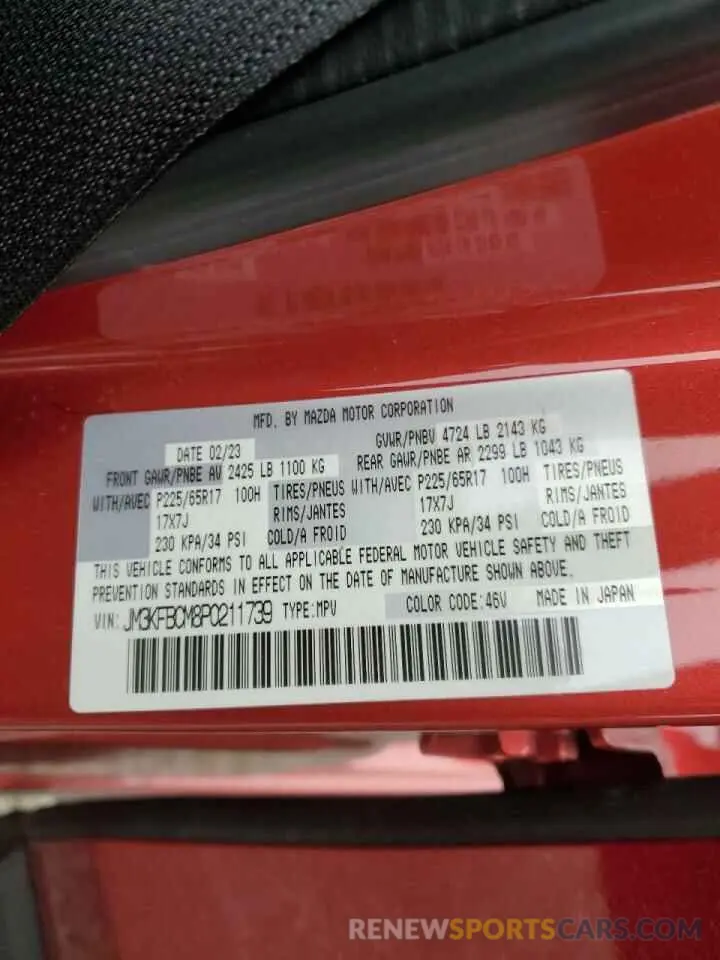 MFD. BY MAZDA MOTOR CORPORATION
DATE 02/23 GVWR/PNBV 4724 LB 2143 KG
FRONT GAWR/PNBE AV 2425 LB 1100 KG REAR GAWR/PNBE AR 2299 LB 1043 KG
WITH/AVEC P225/65R17 100H TIRES/PNEUS WITH/AVEC P225/65R17 100H TIRES/PNEUS
17X7J RIMS/JANTES 17X7J RIMS/JANTES
230 KPA/34 PSI COLD/A FROID 230 KPA/34 PSI COLD/A FROID
THIS VEHICLE CONFORMS TO ALL APPLICABLE FEDERAL MOTOR VEHICLE SAFETY AND THEFT
PREVENTION STANDARDS IN EFFECT ON THE DATE OF MANUFACTURE SHOWN ABOVE.
VIN: JM3KFBCM8P0211739 TYPE:MPV COLOR CODE:46V MADE IN JAPAN
RENEWSPORTSCARS.COM